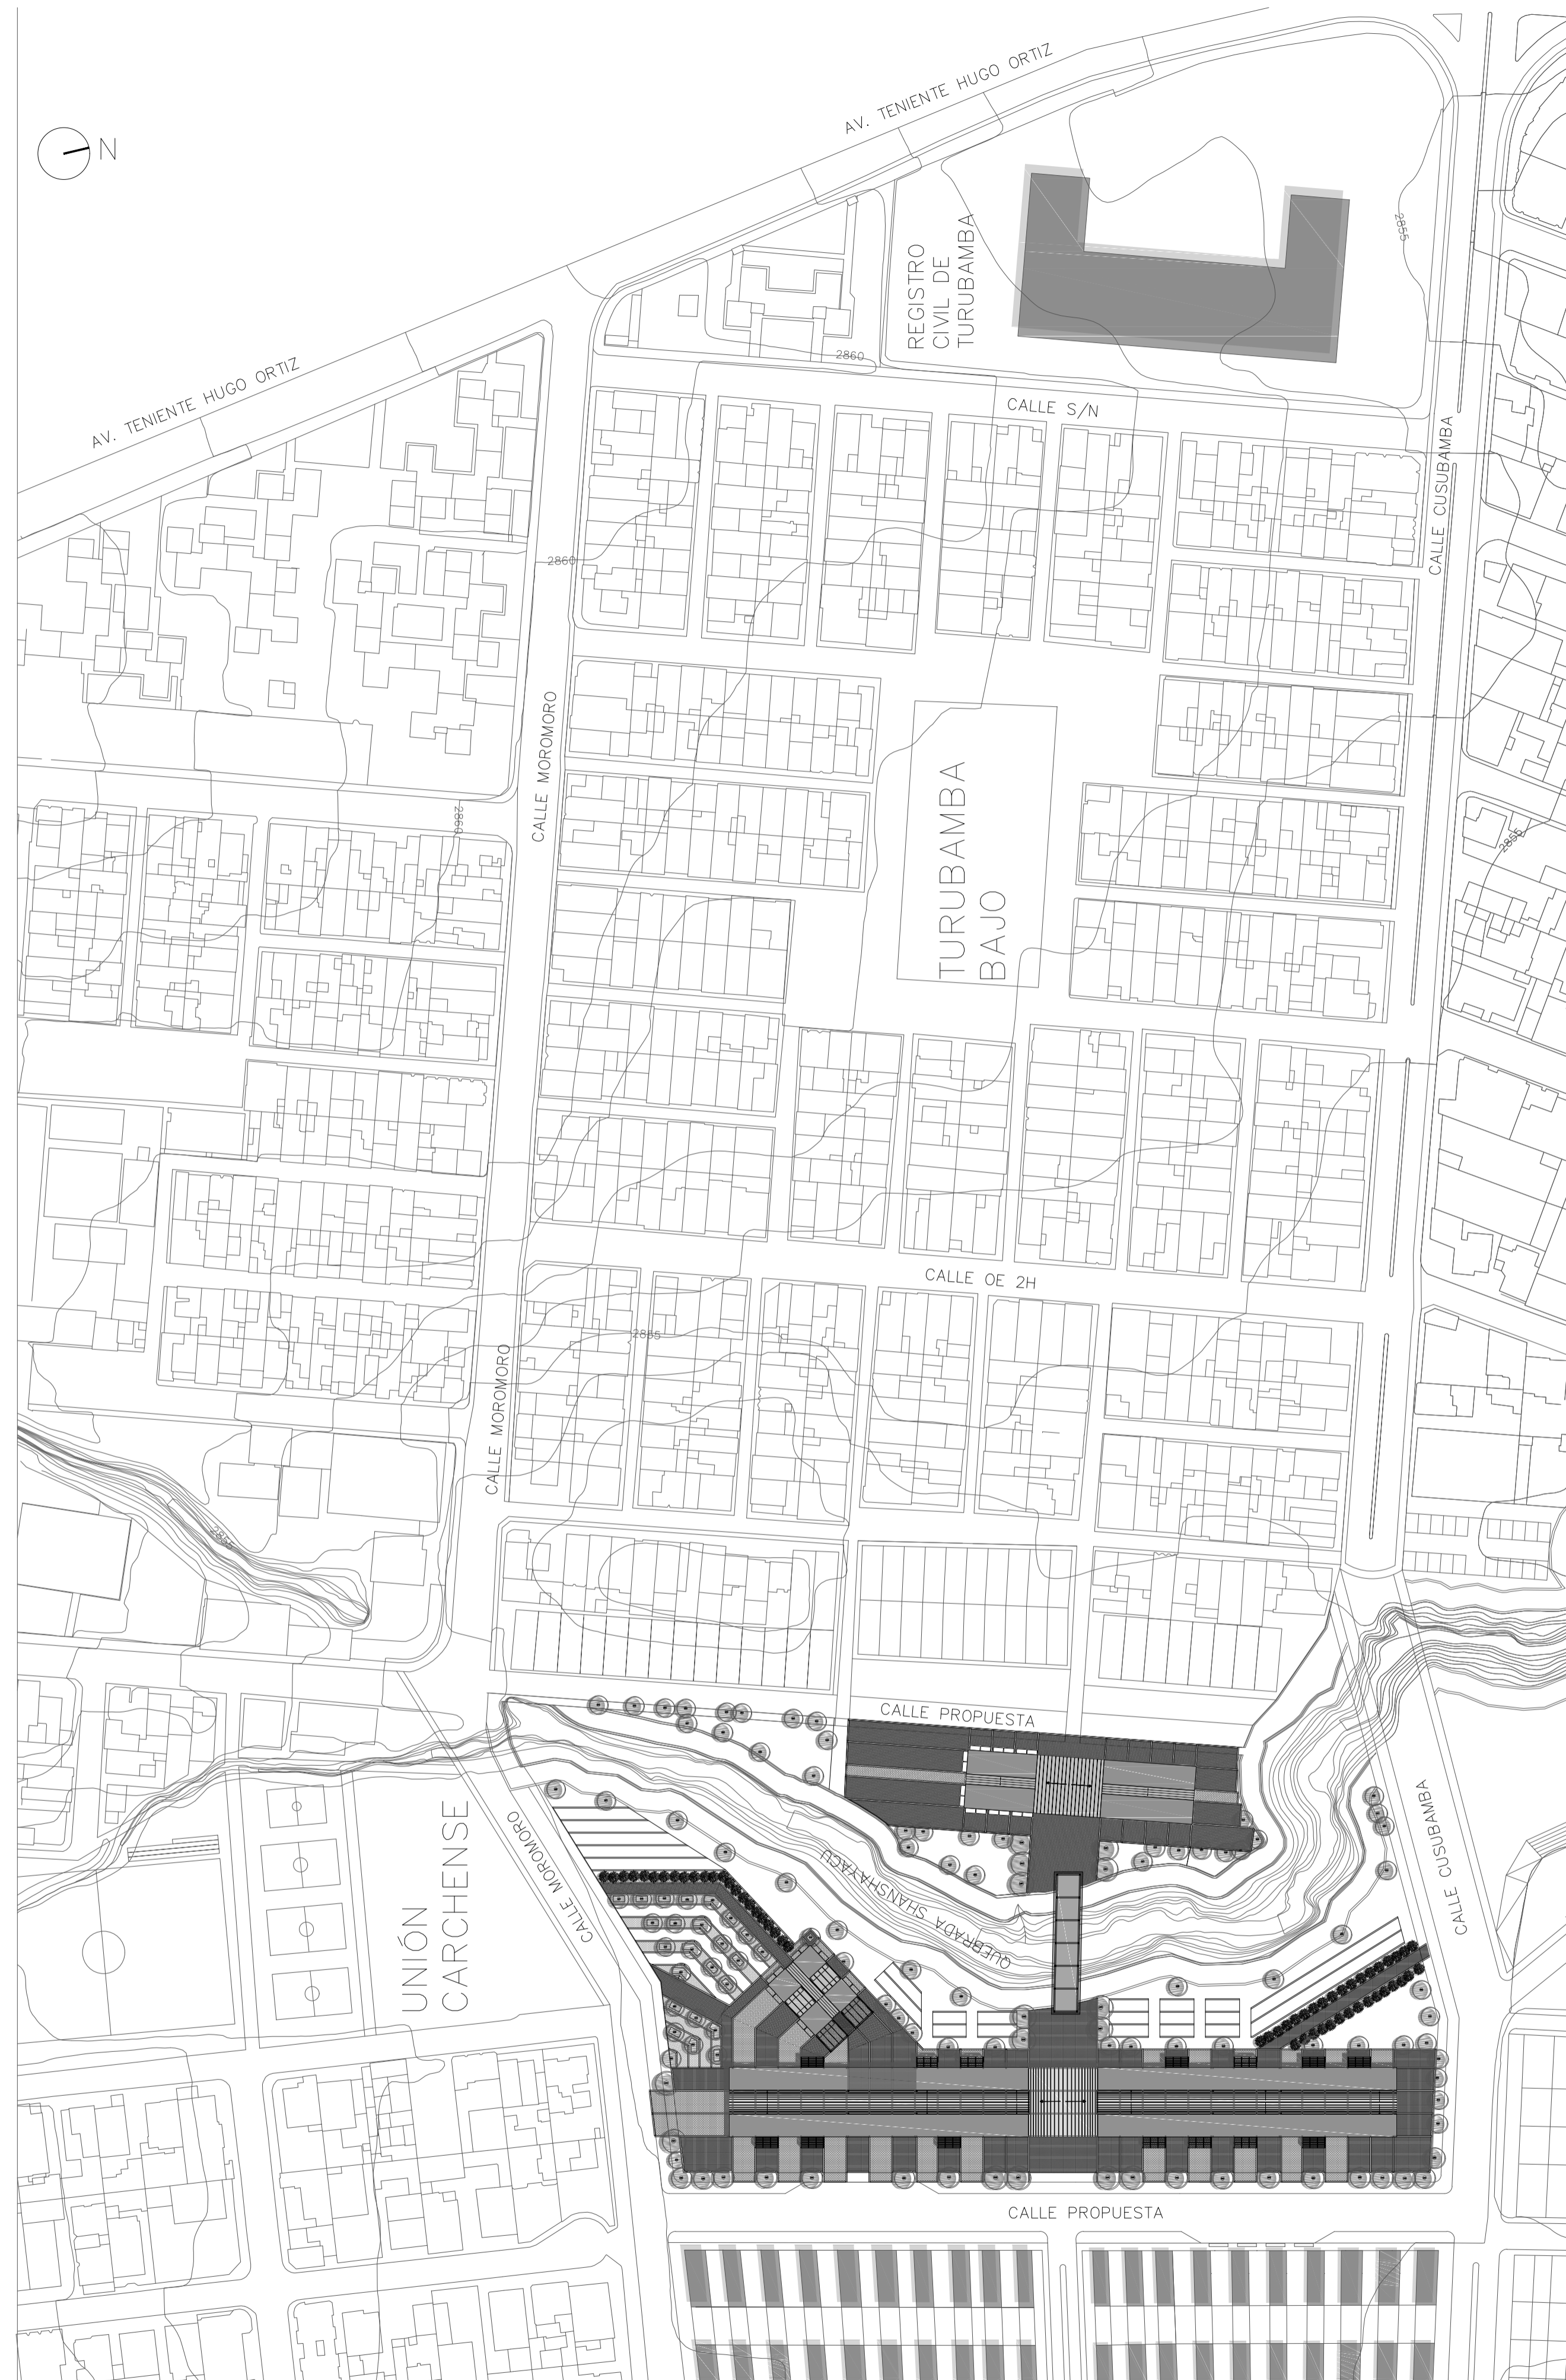 AV. TENIENTE HUGO ORTIZ
N
REGISTRO
CIVIL DE
TURUBAMBA
2855
2860
AV. TENIENTE HUGO ORTIZ
CALLE S/N
CALLE CUSUBAMBA
2860
CALLE MOROMORO
TURUBAMBA
BAJO
2860
2855
CALLE OE 2H
2855
CALLE MOROMORO
2855
CALLE PROPUESTA
CALLE CUSUBAMBA
CALLE MOROMORO
QUEBRADA SHANSHAYACU
UNIÓN
CARCHENSE
CALLE PROPUESTA